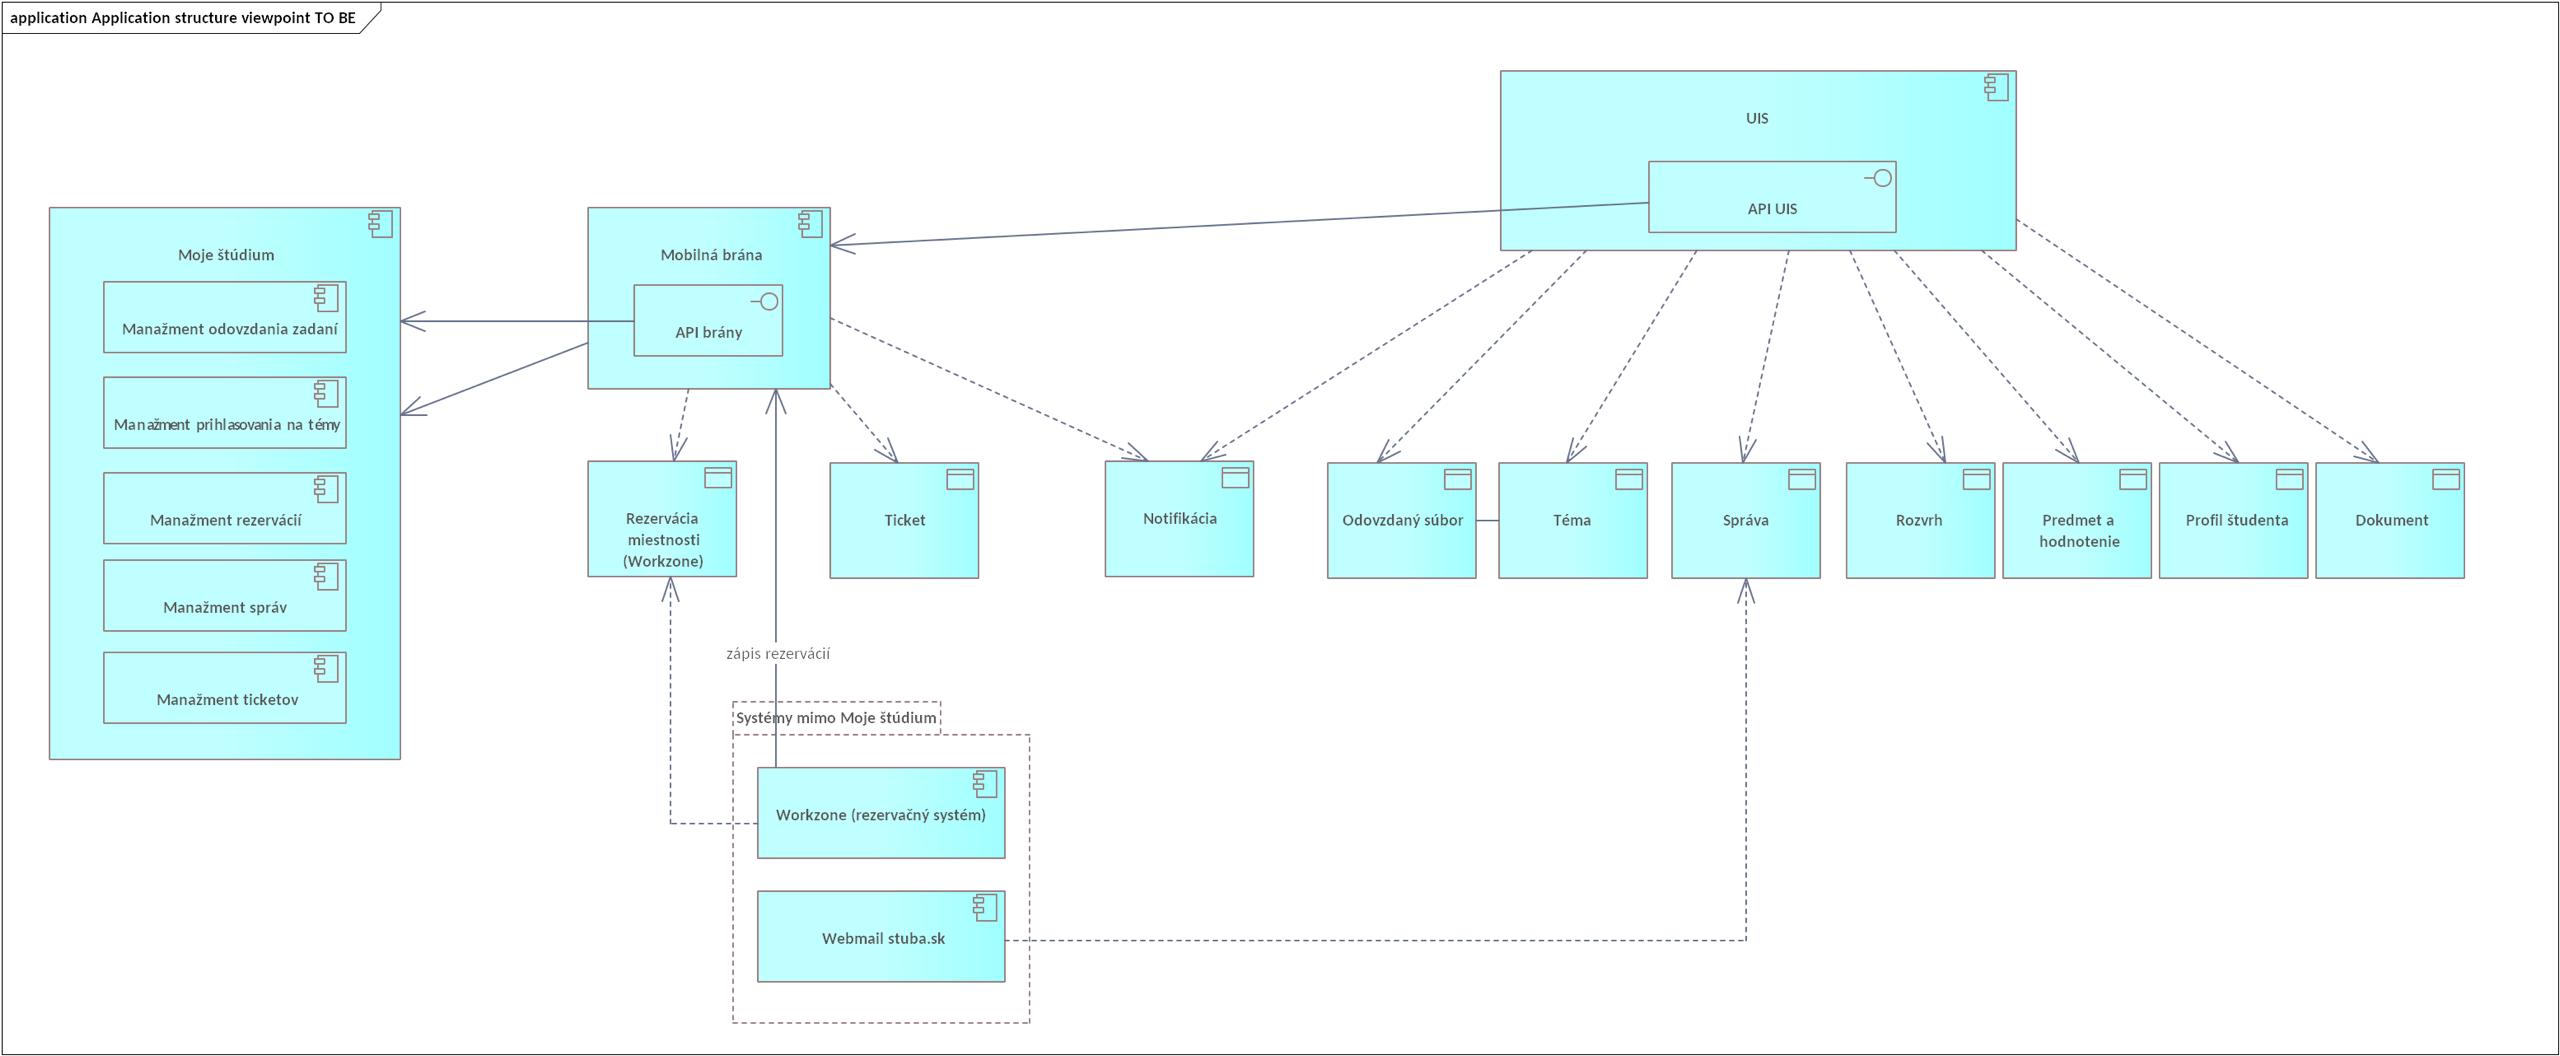 application Application structure viewpoint TO BE
UIS
API UIS
Moje štúdium
Manažment odovzdania zadaní
Manažment prihlasovania na témy
Manažment rezervácií
Manažment správ
Manažment ticketov
Mobilná brána
API brány
Rezervácia
miestnosti
(Workzone)
Ticket
Notifikácia
Odovzdaný súbor
Téma
Správa
Rozvrh
Predmet a
hodnotenie
Profil študenta
Dokument
zápis rezervácií
Systémy mimo Moje štúdium
Workzone (rezervačný systém)
Webmail stuba.sk